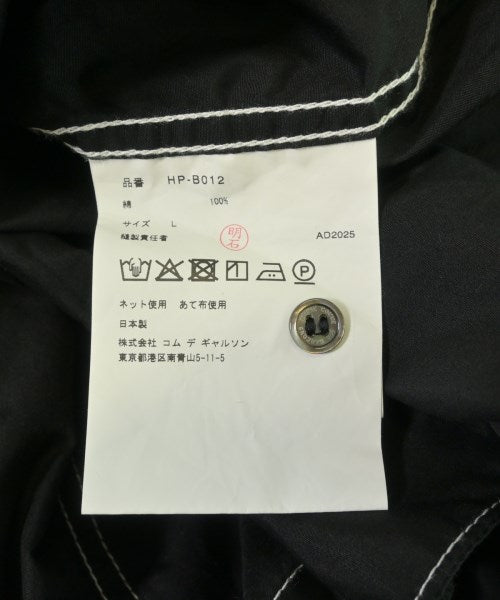 品番 HP-B012
綿 100%
サイズ L
縫製責任者 明石 AD2025
P
ネット使用 あて布使用
日本製
株式会社 コム デ ギャルソン
東京都港区南青山5-11-5